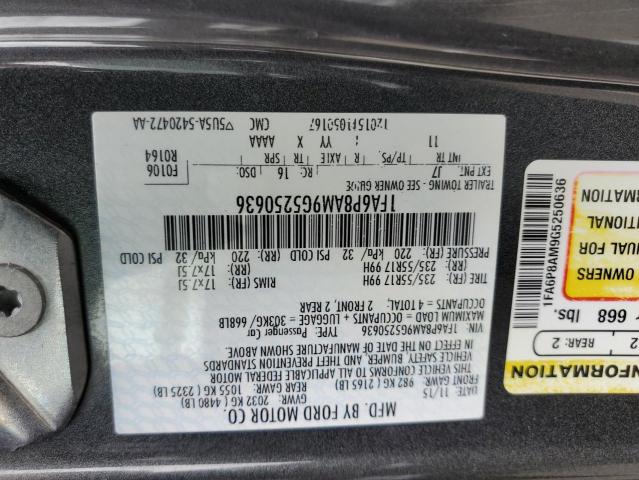 MFD. BY FORD MOTOR CO.
DATE: 11/15 GVWR: 2032 KG ( 4480 LB)
FRONT GAWR: 982 KG ( 2165 LB) REAR GAWR: 1055 KG ( 2325 LB)
THIS VEHICLE CONFORMS TO ALL APPLICABLE FEDERAL MOTOR
VEHICLE SAFETY, BUMPER, AND THEFT PREVENTION STANDARDS
IN EFFECT ON THE DATE OF MANUFACTURE SHOWN ABOVE.
VIN: 1FA6P8AM9G5250636 TYPE: Passenger Car
MAXIMUM LOAD = OCCUPANTS + LUGGAGE = 303KG/ 668LB
OCCUPANTS: 4 TOTAL, 2 FRONT, 2 REAR
TIRE (FR): 235/55R17 99H (RR): 235/55R17 99H
RIMS (FR): 17x7.5J (RR): 17x7.5J
PRESSURE (FR): 220 kPa/ 32 PSI COLD (RR): 220 kPa/ 32 PSI COLD
1FA6P8AM9G5250636
TRAILER TOWING - SEE OWNER GUIDE
EXT PNT: J7 RC: 16 DSO: F0106
R0164
INT TR TP/PS: AXLE TR SPR
11 YY X AAAA
CMC ▽5U5A-5420472-AA
INFORMATION
REAR: 2
668 lbs.
OWNERS
MANUAL FOR
1FA6P8AM9G5250636